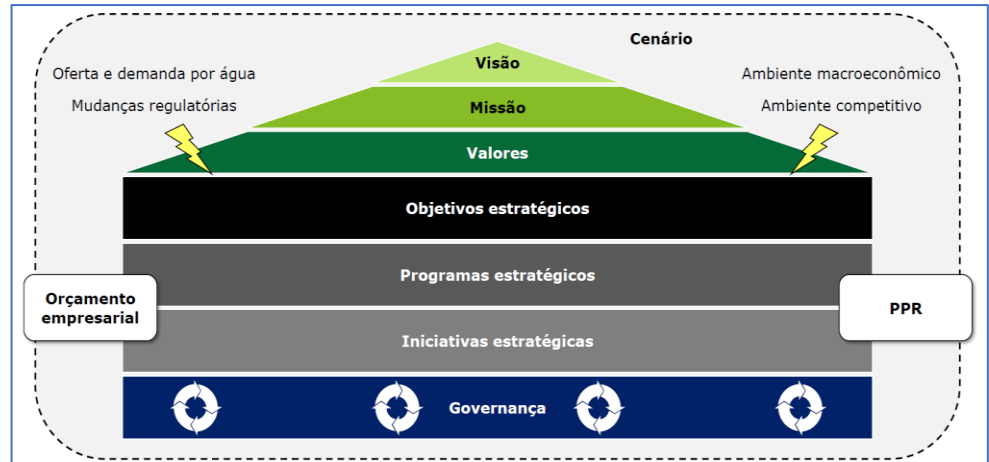 Cenário
Visão
Oferta e demanda por água
Mudanças regulatórias
Ambiente macroeconômico
Ambiente competitivo
Missão
Valores
Objetivos estratégicos
Programas estratégicos
Orçamento
empresarial
PPR
Iniciativas estratégicas
Governança